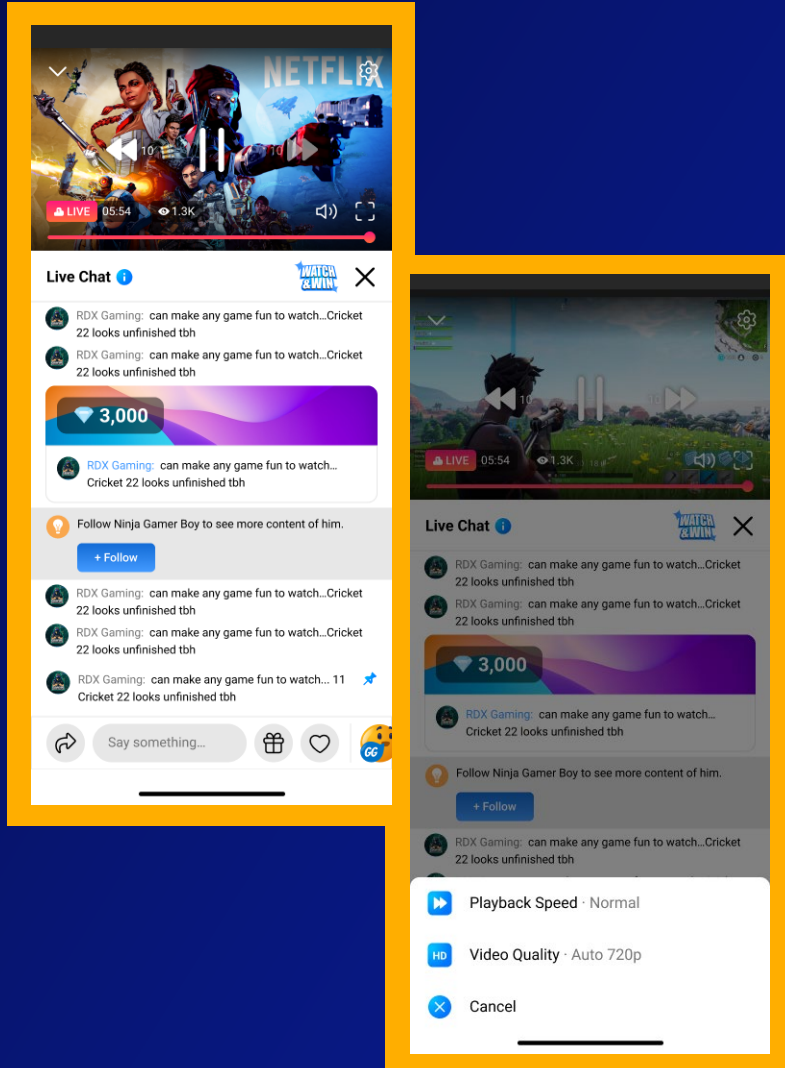 NETFLIX
10
10
LIVE 05:54 1.3K
Live Chat i WATCH & WIN
RDX Gaming: can make any game fun to watch...Cricket
22 looks unfinished tbh
RDX Gaming: can make any game fun to watch...Cricket
22 looks unfinished tbh
3,000
RDX Gaming: can make any game fun to watch...
Cricket 22 looks unfinished tbh
Follow Ninja Gamer Boy to see more content of him.
+ Follow
RDX Gaming: can make any game fun to watch...Cricket
22 looks unfinished tbh
RDX Gaming: can make any game fun to watch...Cricket
22 looks unfinished tbh
RDX Gaming: can make any game fun to watch... 11
Cricket 22 looks unfinished tbh
Say something...
GG
10
10
LIVE 05:54 1.3K
Live Chat i WATCH & WIN
RDX Gaming: can make any game fun to watch...Cricket
22 looks unfinished tbh
RDX Gaming: can make any game fun to watch...Cricket
22 looks unfinished tbh
3,000
RDX Gaming: can make any game fun to watch...
Cricket 22 looks unfinished tbh
Follow Ninja Gamer Boy to see more content of him.
+ Follow
RDX Gaming: can make any game fun to watch...Cricket
22 looks unfinished tbh
Playback Speed · Normal
HD Video Quality · Auto 720p
Cancel